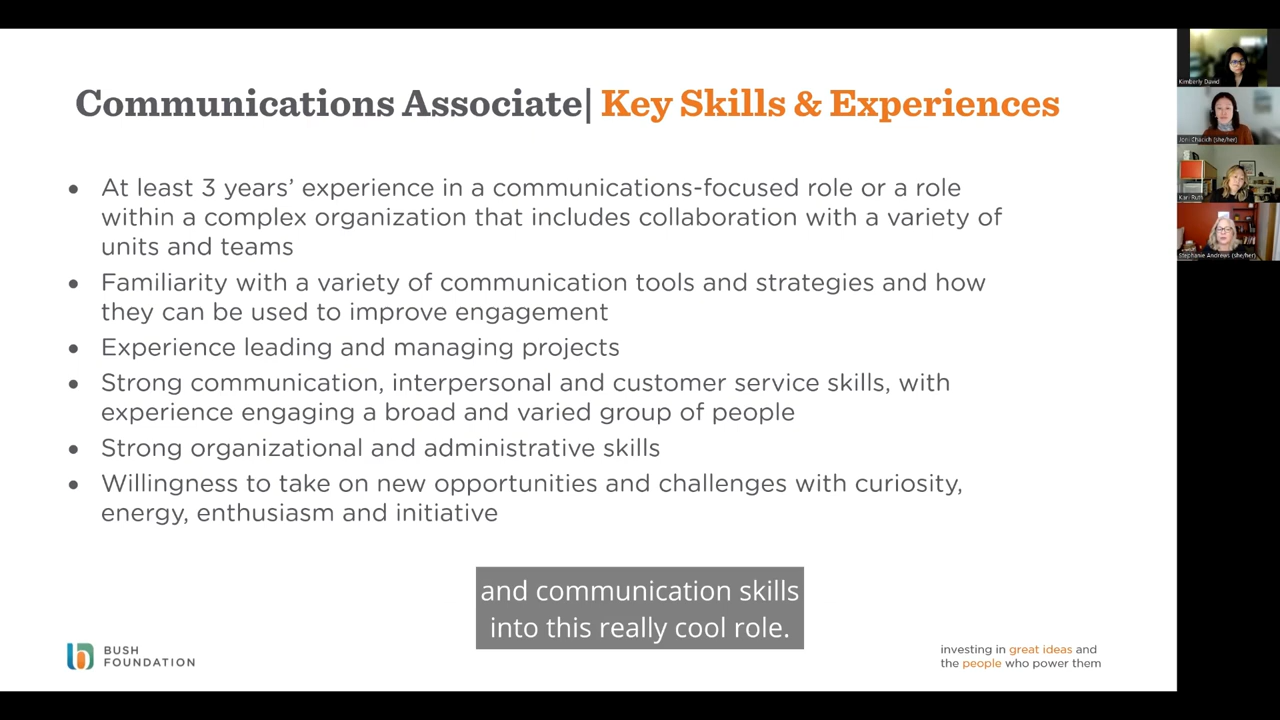 Communications Associate| Key Skills & Experiences
• At least 3 years’ experience in a communications-focused role or a role
within a complex organization that includes collaboration with a variety of
units and teams
• Familiarity with a variety of communication tools and strategies and how
they can be used to improve engagement
• Experience leading and managing projects
• Strong communication, interpersonal and customer service skills, with
experience engaging a broad and varied group of people
• Strong organizational and administrative skills
• Willingness to take on new opportunities and challenges with curiosity,
energy, enthusiasm and initiative
and communication skills
into this really cool role.
BUSH
FOUNDATION
investing in great ideas and
the people who power them
Kimberly David
Joni Chacich (she/her)
Kari Ruth
Stephanie Andrews (she/her)